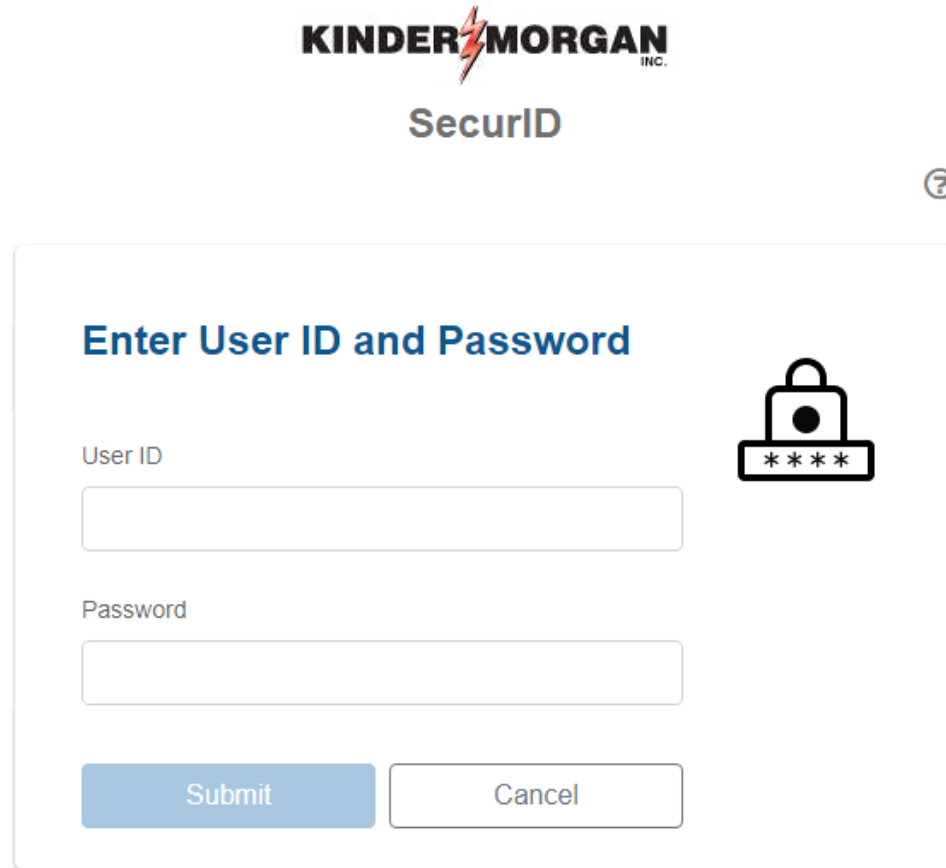 KINDER MORGAN
INC.
SecurID
?
Enter User ID and Password
User ID
****
Password
Submit
Cancel